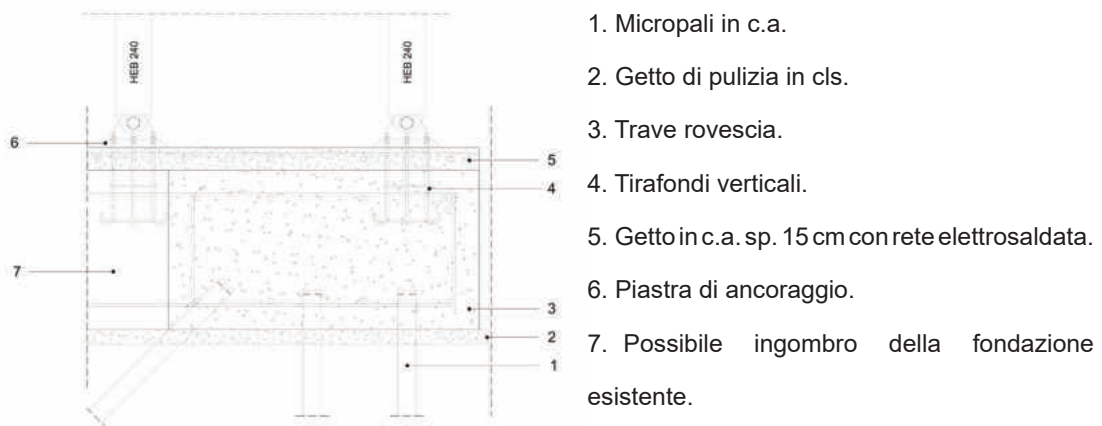 HEB 240
HEB 240
6
5
4
7
3
2
1
1. Micropali in c.a.
2. Getto di pulizia in cls.
3. Trave rovescia.
4. Tirafondi verticali.
5. Getto in c.a. sp. 15 cm con rete elettrosaldata.
6. Piastra di ancoraggio.
7. Possibile ingombro della fondazione
esistente.